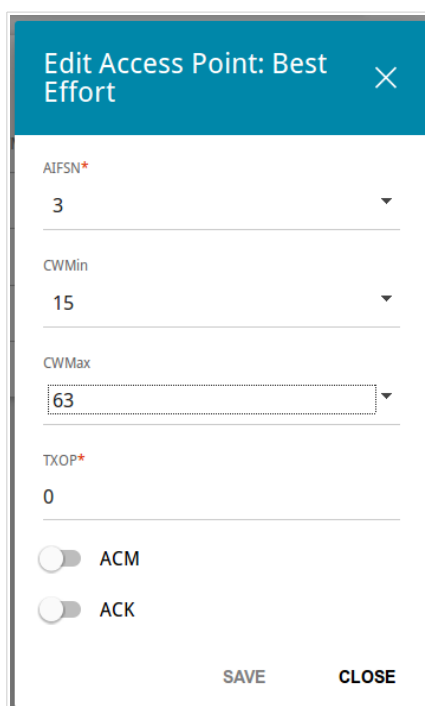 Edit Access Point: Best
Effort
AIFSN*
3
CWMin
15
CWMax
63
TXOP*
0
ACM
ACK
SAVE CLOSE